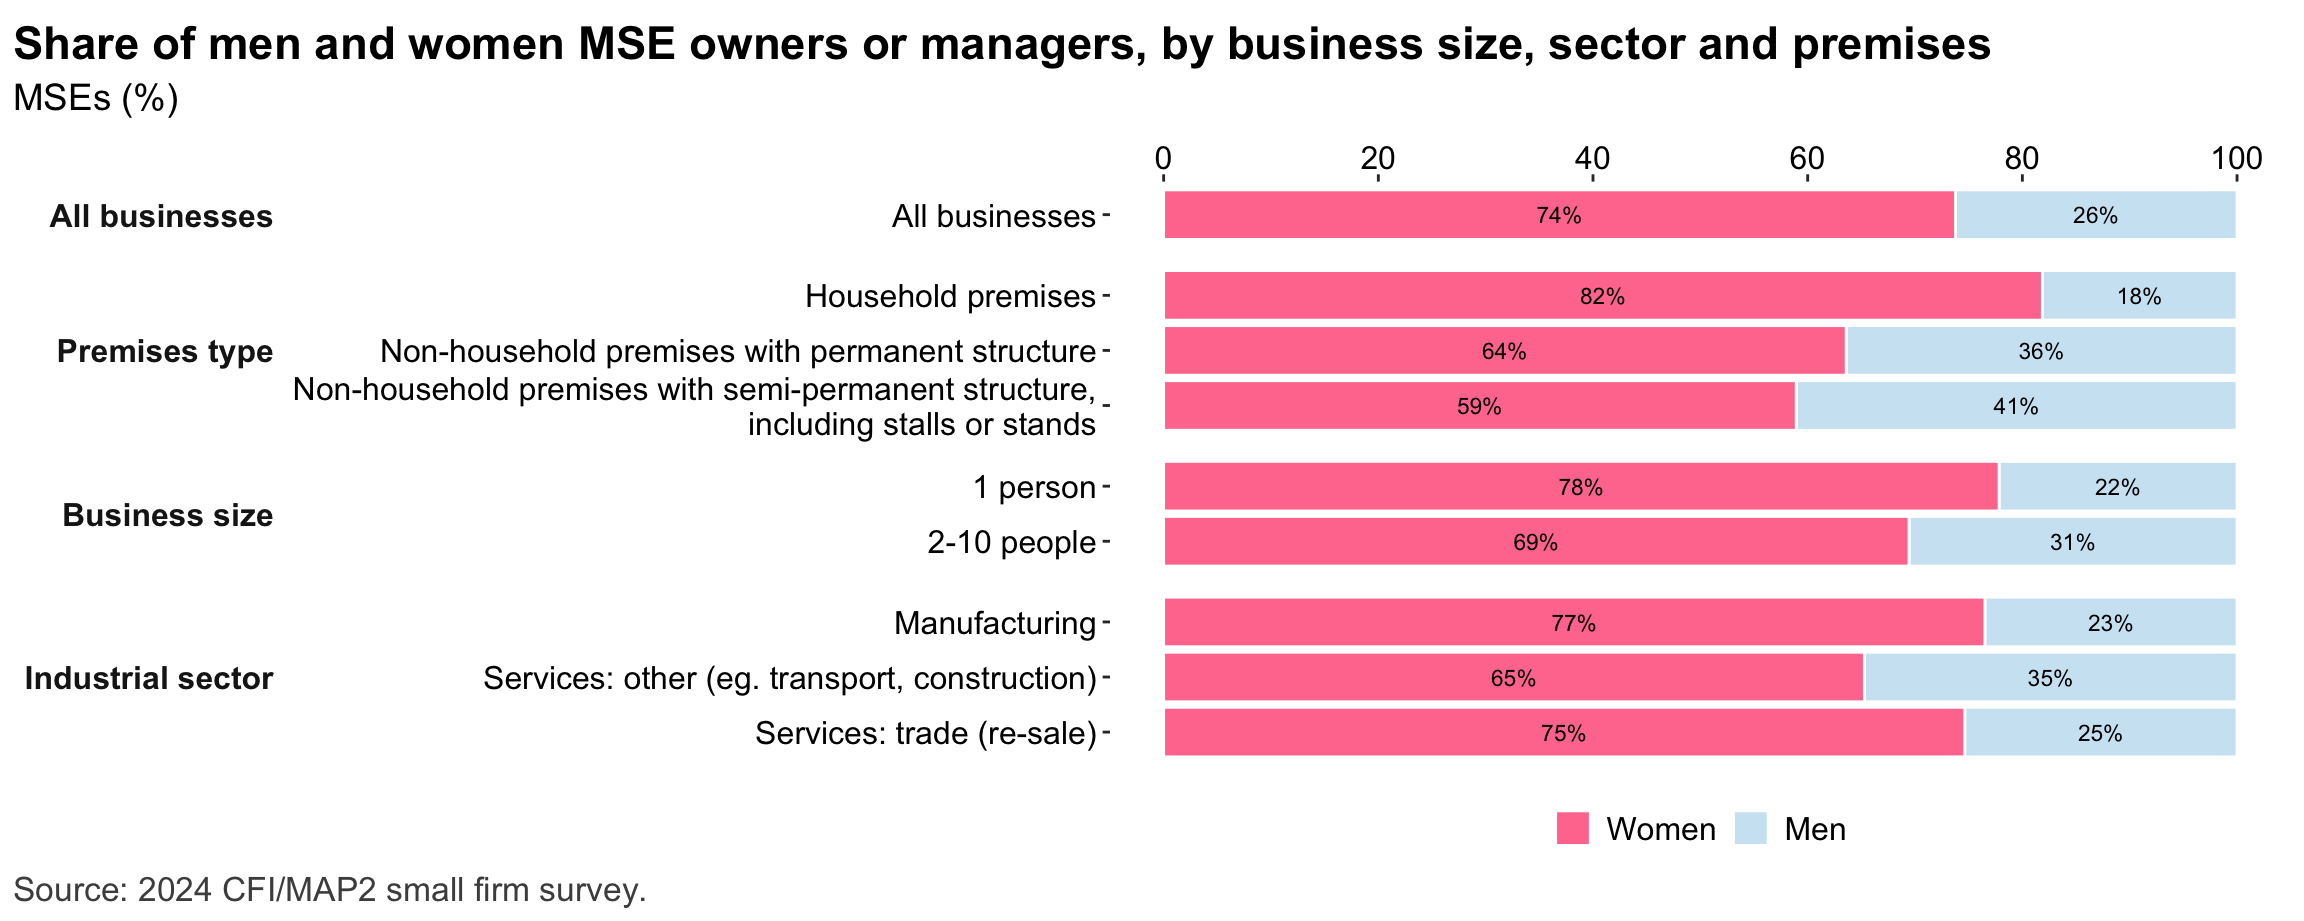 Share of men and women MSE owners or managers, by business size, sector and premises
MSEs (%)
0 20 40 60 80 100
All businesses All businesses 74% 26%
Household premises 82% 18%
Premises type Non-household premises with permanent structure 64% 36%
Non-household premises with semi-permanent structure,
including stalls or stands 59% 41%
1 person 78% 22%
Business size
2-10 people 69% 31%
Manufacturing 77% 23%
Industrial sector Services: other (eg. transport, construction) 65% 35%
Services: trade (re-sale) 75% 25%
Women Men
Source: 2024 CFI/MAP2 small firm survey.